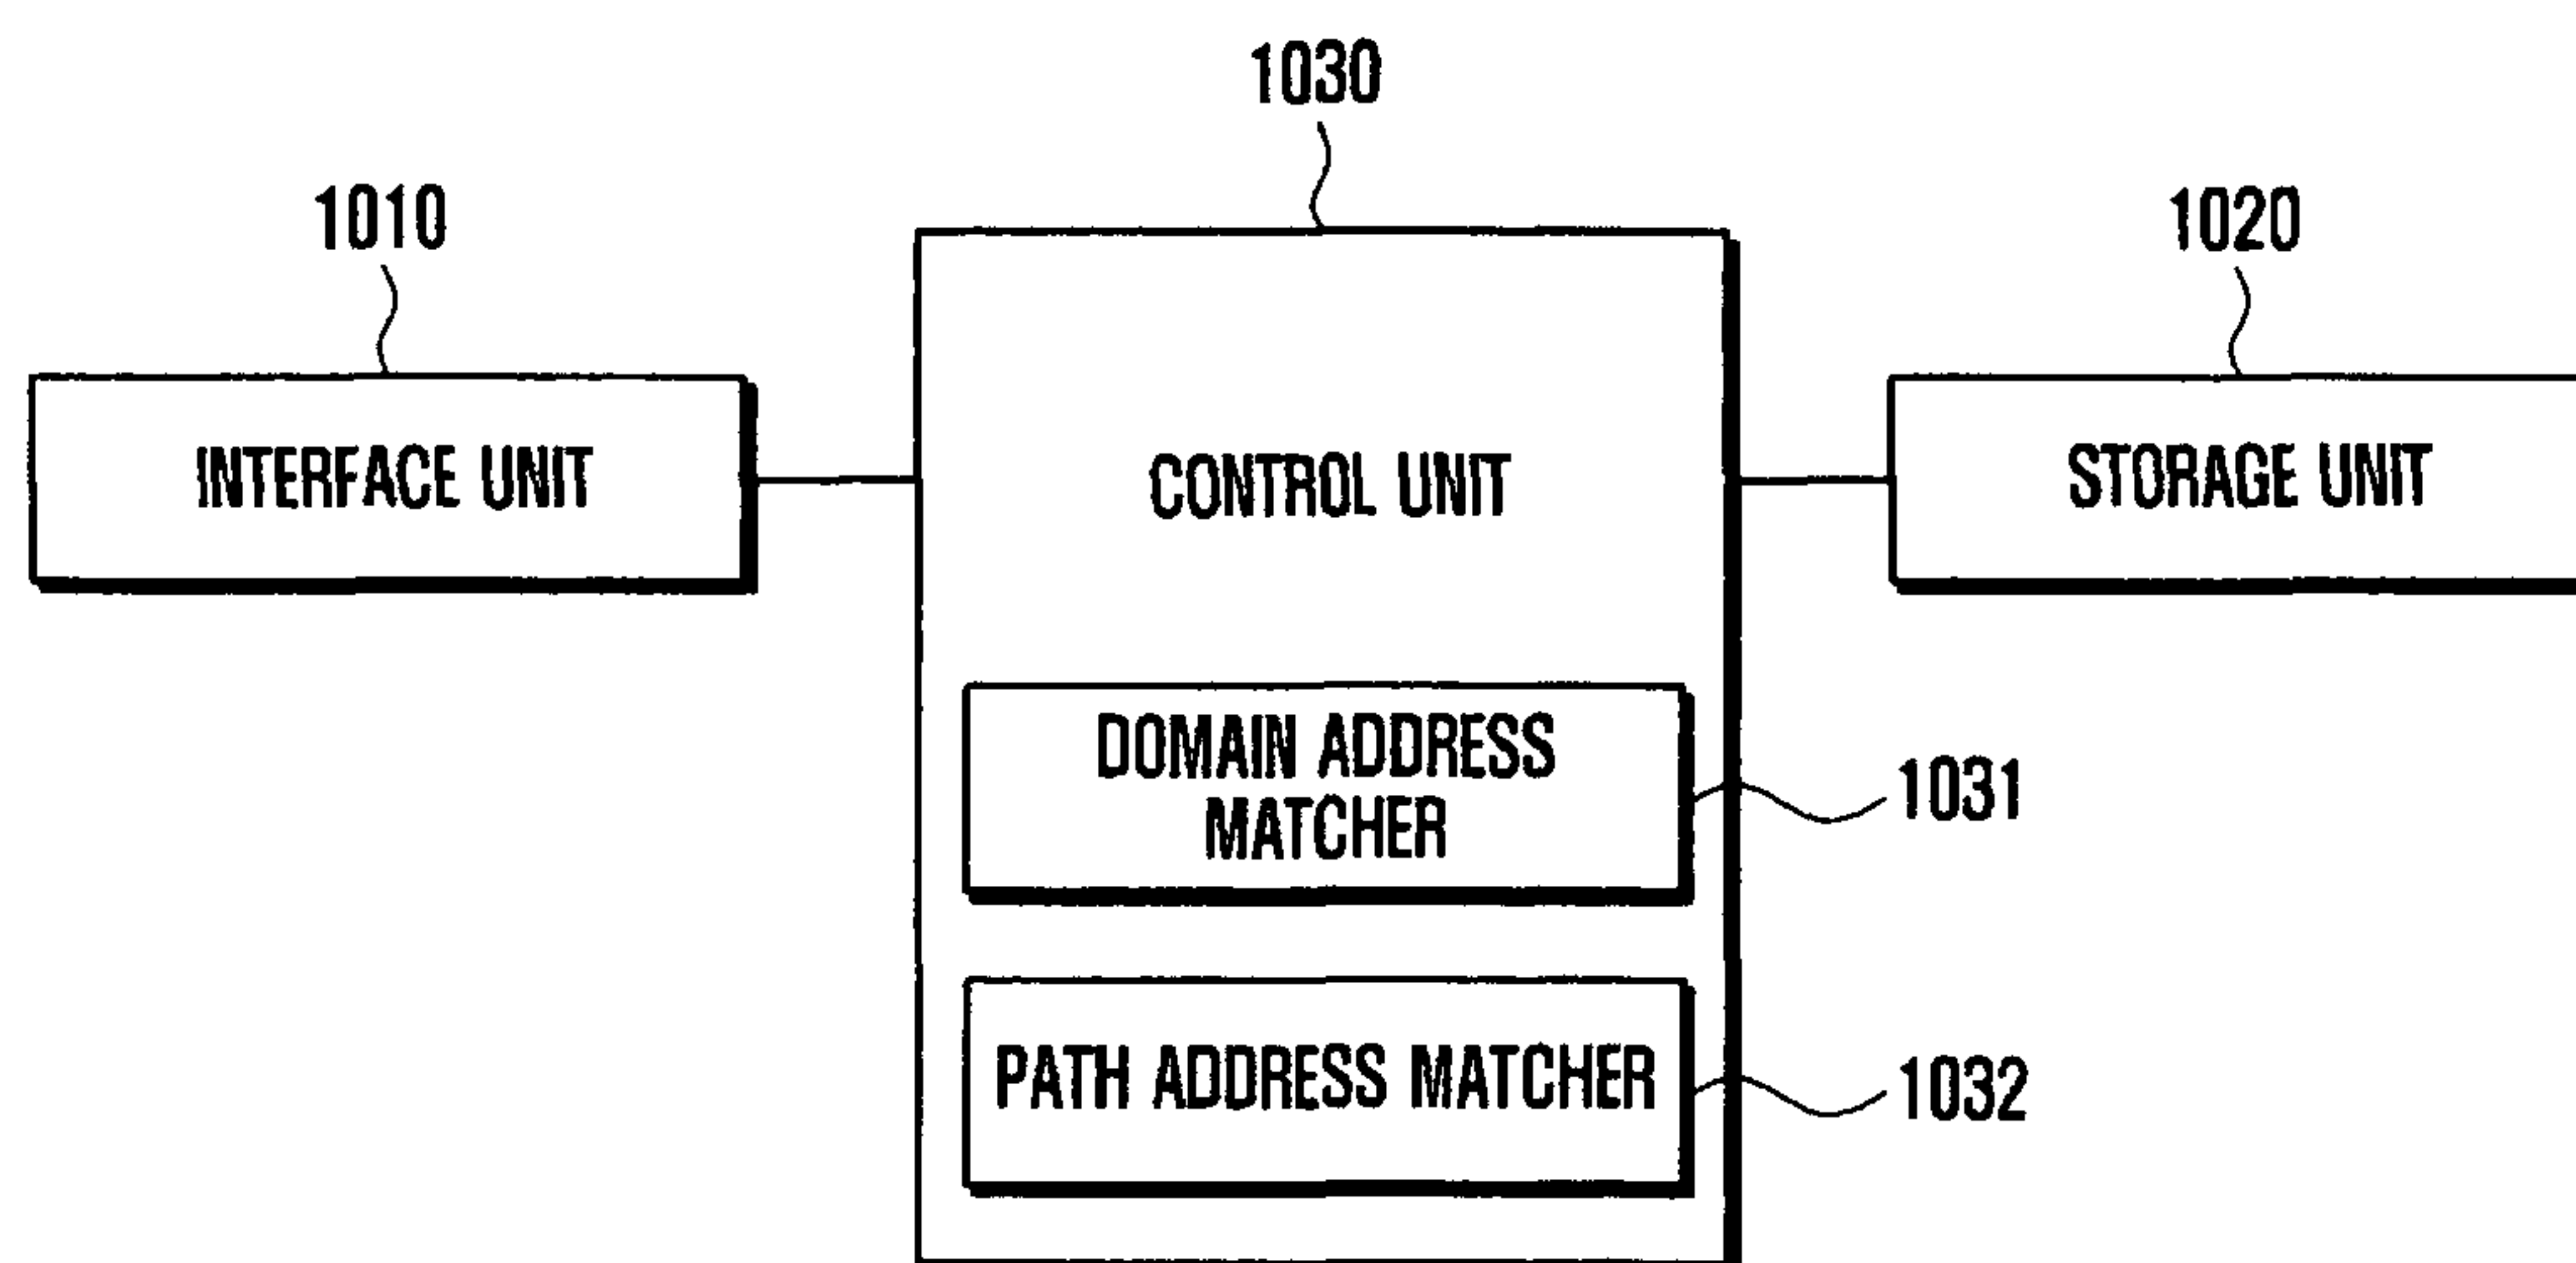 1030
1010
1020
INTERFACE UNIT
CONTROL UNIT
STORAGE UNIT
DOMAIN ADDRESS
MATCHER
1031
PATH ADDRESS MATCHER
1032